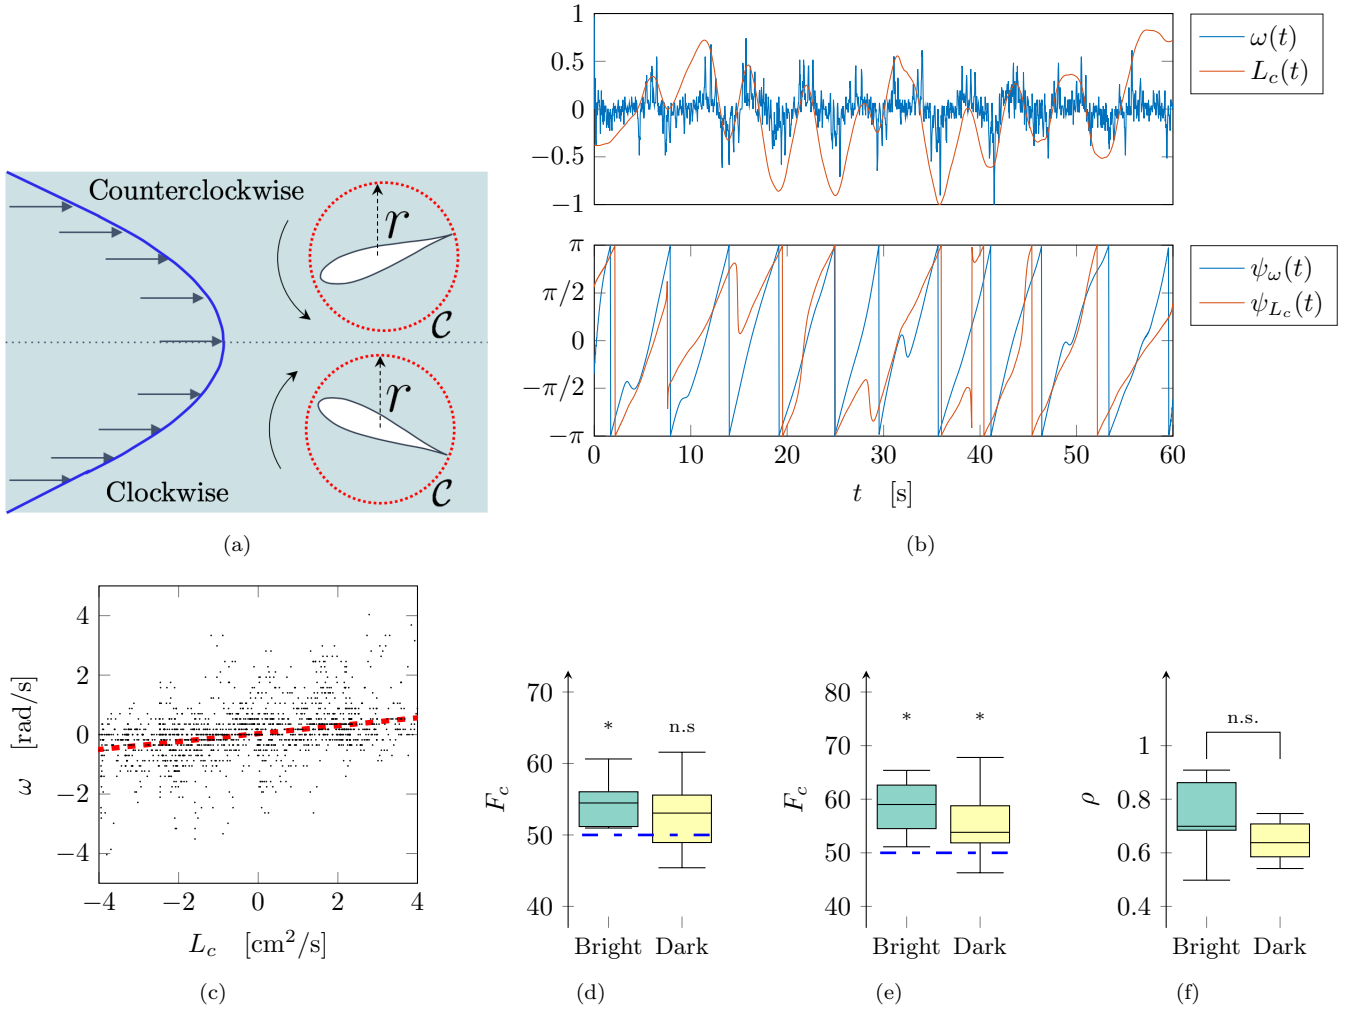 Counterclockwise
r
C
r
C
Clockwise
(a)
1
0.5
0
−0.5
−1
ω(t)
L_c(t)
π
π/2
0
−π/2
−π
ψ_ω(t)
ψ_{L_c}(t)
0 10 20 30 40 50 60
t [s]
(b)
4
2
0
−2
−4
ω [rad/s]
−4 −2 0 2 4
L_c [cm²/s]
(c)
70
60
50
40
F_c
* n.s
Bright Dark
(d)
80
70
60
50
40
F_c
* *
Bright Dark
(e)
1
0.8
0.6
0.4
ρ
n.s.
Bright Dark
(f)